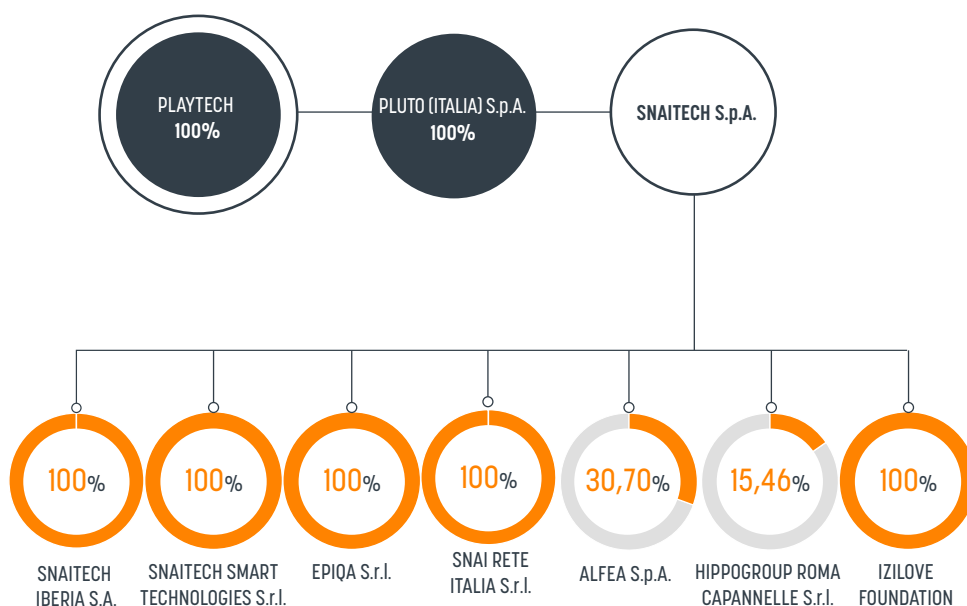 PLAYTECH
100%
PLUTO (ITALIA) S.p.A.
100%
SNAITECH S.p.A.
100%
100%
100%
100%
30,70%
15,46%
100%
SNAITECH
IBERIA S.A.
SNAITECH SMART
TECHNOLOGIES S.r.l.
EPIQA S.r.l.
SNAI RETE
ITALIA S.r.l.
ALFEA S.p.A.
HIPPOGROUP ROMA
CAPANNELLE S.r.l.
IZILOVE
FOUNDATION